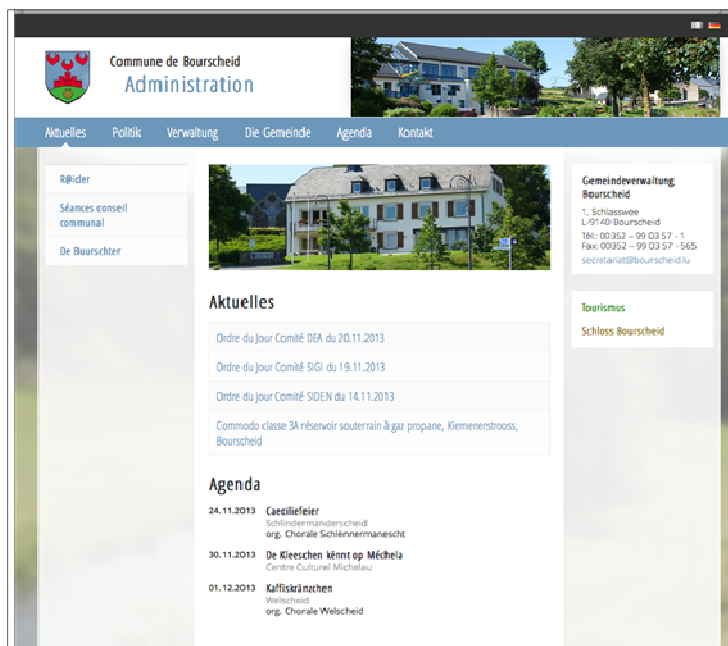 Commune de Bourscheid
Administration
Aktuelles Politik Verwaltung Die Gemeinde Agenda Kontakt
R@ider
Séances conseil
communal
De Buurschter
Aktuelles
Ordre du Jour Comité DEA du 20.11.2013
Ordre du Jour Comité SIGI du 19.11.2013
Ordre du Jour Comité SIDEN du 14.11.2013
Commodo classe 3A réservoir souterrain à gaz propane, Kiemenerstrooss,
Bourscheid
Agenda
24.11.2013 Caeciliefeier
Schlindermanderscheid
org. Chorale Schlënnermanescht
30.11.2013 De Kleeschen kënnt op Méchela
Centre Culturel Michelau
01.12.2013 Kaffiskränzchen
Welscheid
org. Chorale Welscheid
Gemeindeverwaltung
Bourscheid
1, Schlasswee
L-9140 Bourscheid
Tél.: 00352 – 99 03 57 - 1
Fax: 00352 – 99 03 57 - 565
secretariat@bourscheid.lu
Tourismus
Schloss Bourscheid